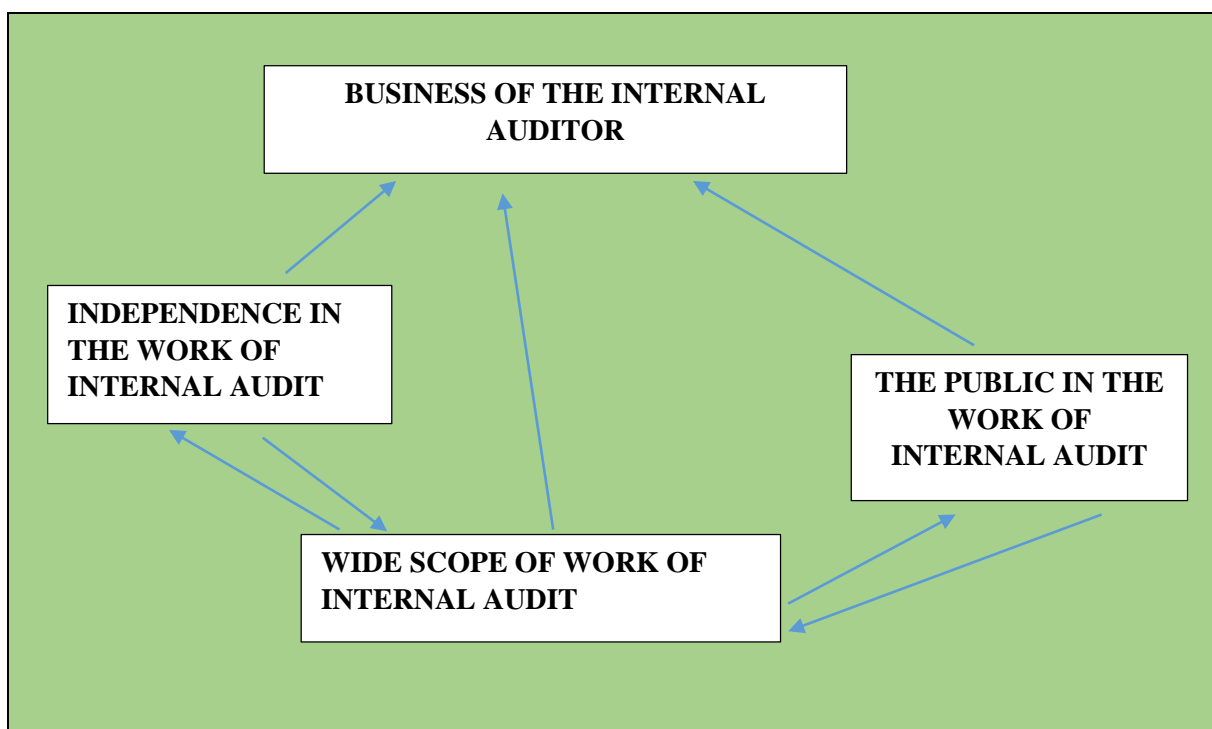 BUSINESS OF THE INTERNAL
AUDITOR
INDEPENDENCE IN
THE WORK OF
INTERNAL AUDIT
THE PUBLIC IN THE
WORK OF
INTERNAL AUDIT
WIDE SCOPE OF WORK OF
INTERNAL AUDIT